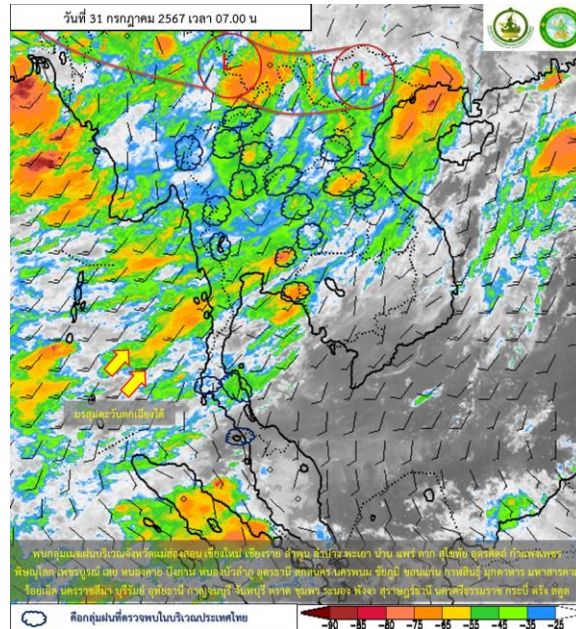 วันที่ 31 กรกฎาคม 2567 เวลา 07.00 น
L
L
มรสุมตะวันตกเฉียงใต้
พบกลุ่มเมฆฝนบริเวณจังหวัดแม่ฮ่องสอน เชียงใหม่ เชียงราย ลำพูน ลำปาง พะเยา น่าน แพร่ ตาก สุโขทัย อุตรดิตถ์ กำแพงเพชร
พิษณุโลก เพชรบูรณ์ เลย หนองคาย บึงกาฬ หนองบัวลำภู อุดรธานี สกลนคร นครพนม ชัยภูมิ ขอนแก่น กาฬสินธุ์ มุกดาหาร มหาสารคาม
ร้อยเอ็ด นครราชสีมา บุรีรัมย์ อุทัยธานี กาญจนบุรี จันทบุรี ตราด ชุมพร ระนอง พังงา สุราษฎร์ธานี นครศรีธรรมราช กระบี่ ตรัง สตูล
คือกลุ่มฝนที่ตรวจพบในบริเวณประเทศไทย
-90 -85 -80 -75 -65 -55 -45 -35 -25